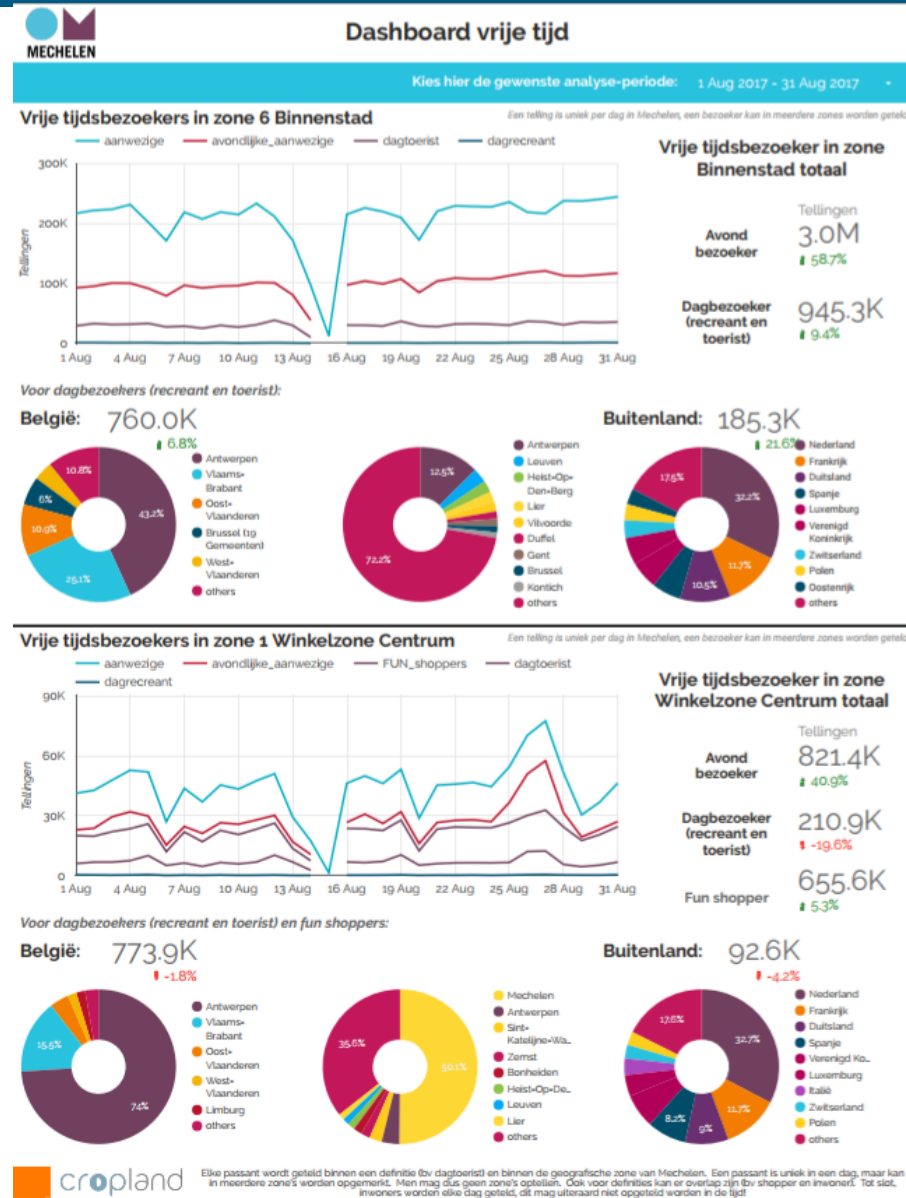 MECHELEN
Dashboard vrije tijd
Kies hier de gewenste analyse-periode: 1 Aug 2017 - 31 Aug 2017
Vrije tijdsbezoekers in zone 6 Binnenstad
Een telling is uniek per dag in Mechelen, een bezoeker kan in meerdere zones worden geteld
aanwezige avondlijke_aanwezige dagtoerist dagrecreant
300K
200K
100K
0
Tellingen
1 Aug 4 Aug 7 Aug 10 Aug 13 Aug 16 Aug 19 Aug 22 Aug 25 Aug 28 Aug 31 Aug
Vrije tijdsbezoeker in zone
Binnenstad totaal
Tellingen
Avond
bezoeker
3.0M
58.7%
Dagbezoeker
(recreant en
toerist)
945.3K
9.4%
Voor dagbezoekers (recreant en toerist):
België: 760.0K
6.8%
43.2%
25.1%
10.9%
6%
10.8%
Antwerpen
Vlaams-
Brabant
Oost-
Vlaanderen
Brussel (19
Gemeenten)
West-
Vlaanderen
others
12.5%
72.2%
Antwerpen
Leuven
Heist-Op-
Den-Berg
Lier
Vilvoorde
Duffel
Gent
Brussel
Kontich
others
Buitenland: 185.3K
21.6%
32.2%
11.7%
10.5%
17.5%
Nederland
Frankrijk
Duitsland
Spanje
Luxemburg
Verenigd
Koninkrijk
Zwitserland
Polen
Oostenrijk
others
Vrije tijdsbezoekers in zone 1 Winkelzone Centrum
Een telling is uniek per dag in Mechelen, een bezoeker kan in meerdere zones worden geteld
aanwezige avondlijke_aanwezige FUN_shoppers dagtoerist
dagrecreant
90K
60K
30K
0
Tellingen
1 Aug 4 Aug 7 Aug 10 Aug 13 Aug 16 Aug 19 Aug 22 Aug 25 Aug 28 Aug 31 Aug
Vrije tijdsbezoeker in zone
Winkelzone Centrum totaal
Tellingen
Avond
bezoeker
821.4K
40.9%
Dagbezoeker
(recreant en
toerist)
210.9K
-19.6%
Fun shopper
655.6K
5.3%
Voor dagbezoekers (recreant en toerist) en fun shoppers:
België: 773.9K
-1.8%
74%
15.5%
Antwerpen
Vlaams-
Brabant
Oost-
Vlaanderen
West-
Vlaanderen
Limburg
others
50.1%
35.6%
Mechelen
Antwerpen
Sint-
Katelijne-Wa...
Zemst
Bonheiden
Heist-Op-De...
Leuven
Lier
others
Buitenland: 92.6K
-4.2%
32.7%
11.7%
9%
8.2%
17.6%
Nederland
Frankrijk
Duitsland
Spanje
Verenigd Ko...
Luxemburg
Italië
Zwitserland
Polen
others
cropland
Elke passant wordt geteld binnen een definitie (bv dagtoerist) en binnen de geografische zone van Mechelen. Een passant is uniek in een dag, maar kan
in meerdere zone's worden opgemerkt. Men mag dus geen zone's optellen. Ook voor definities kan er overlap zijn (bv shopper en inwoner). Tot slot,
inwoners worden elke dag geteld, dit mag uiteraard niet opgeteld worden in de tijd!